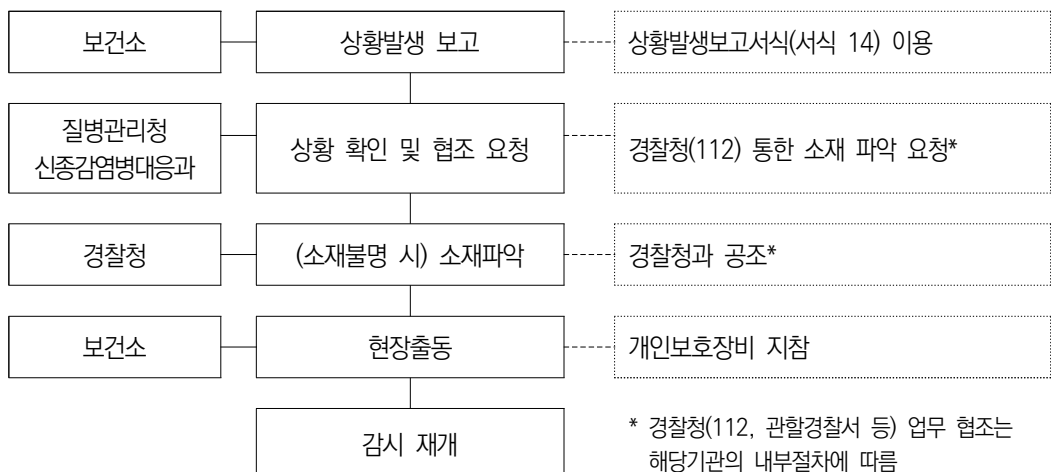 보건소 상황발생 보고 상황발생보고서식(서식 14) 이용
질병관리청
신종감염병대응과
상황 확인 및 협조 요청 경찰청(112) 통한 소재 파악 요청*
경찰청 (소재불명 시) 소재파악 경찰청과 공조*
보건소 현장출동 개인보호장비 지참
감시 재개
* 경찰청(112, 관할경찰서 등) 업무 협조는
해당기관의 내부절차에 따름